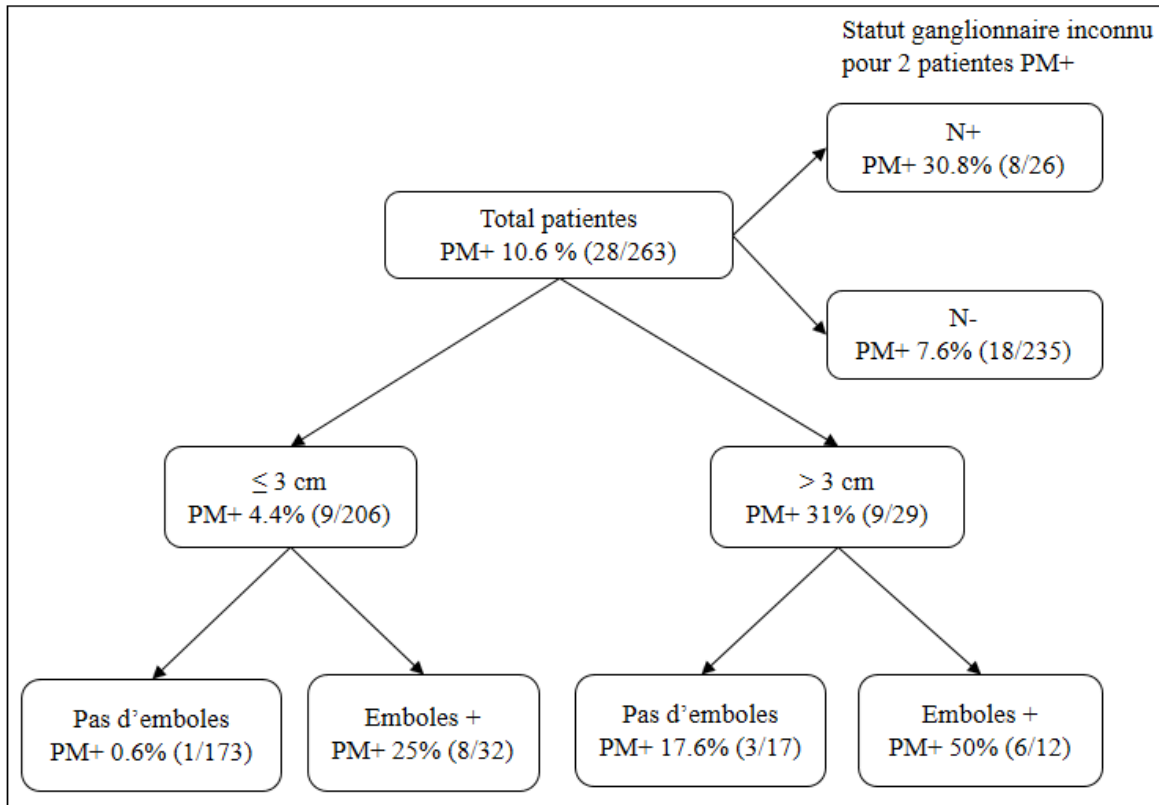 Statut ganglionnaire inconnu
pour 2 patientes PM+
N+
PM+ 30.8% (8/26)
Total patientes
PM+ 10.6 % (28/263)
N-
PM+ 7.6% (18/235)
≤ 3 cm
PM+ 4.4% (9/206)
> 3 cm
PM+ 31% (9/29)
Pas d’emboles
PM+ 0.6% (1/173)
Emboles +
PM+ 25% (8/32)
Pas d’emboles
PM+ 17.6% (3/17)
Emboles +
PM+ 50% (6/12)